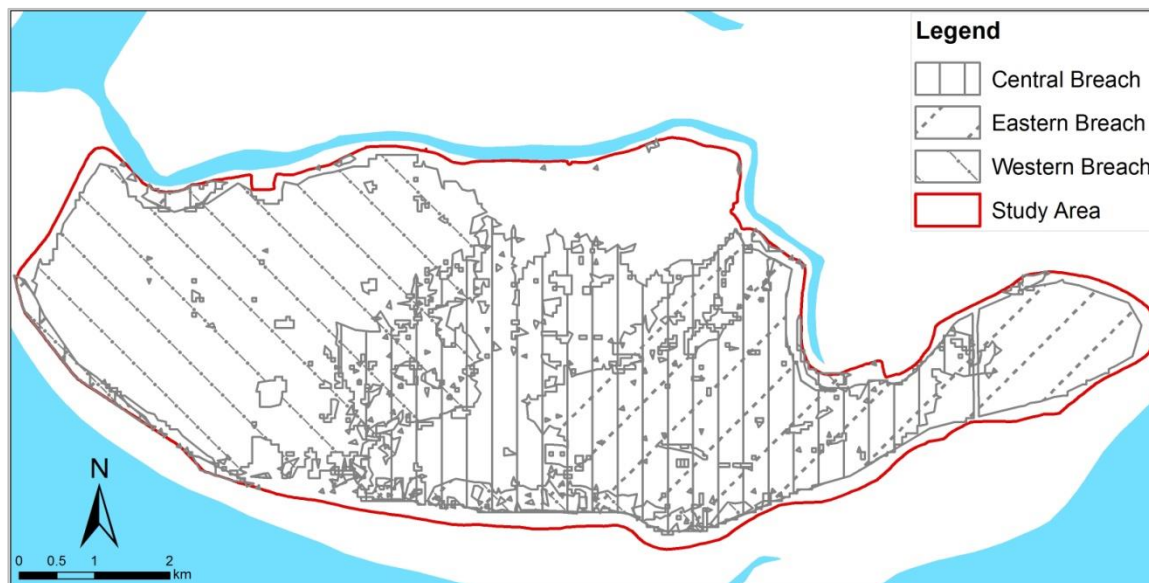 Legend
Central Breach
Eastern Breach
Western Breach
Study Area
N
0 0.5 1 2
km